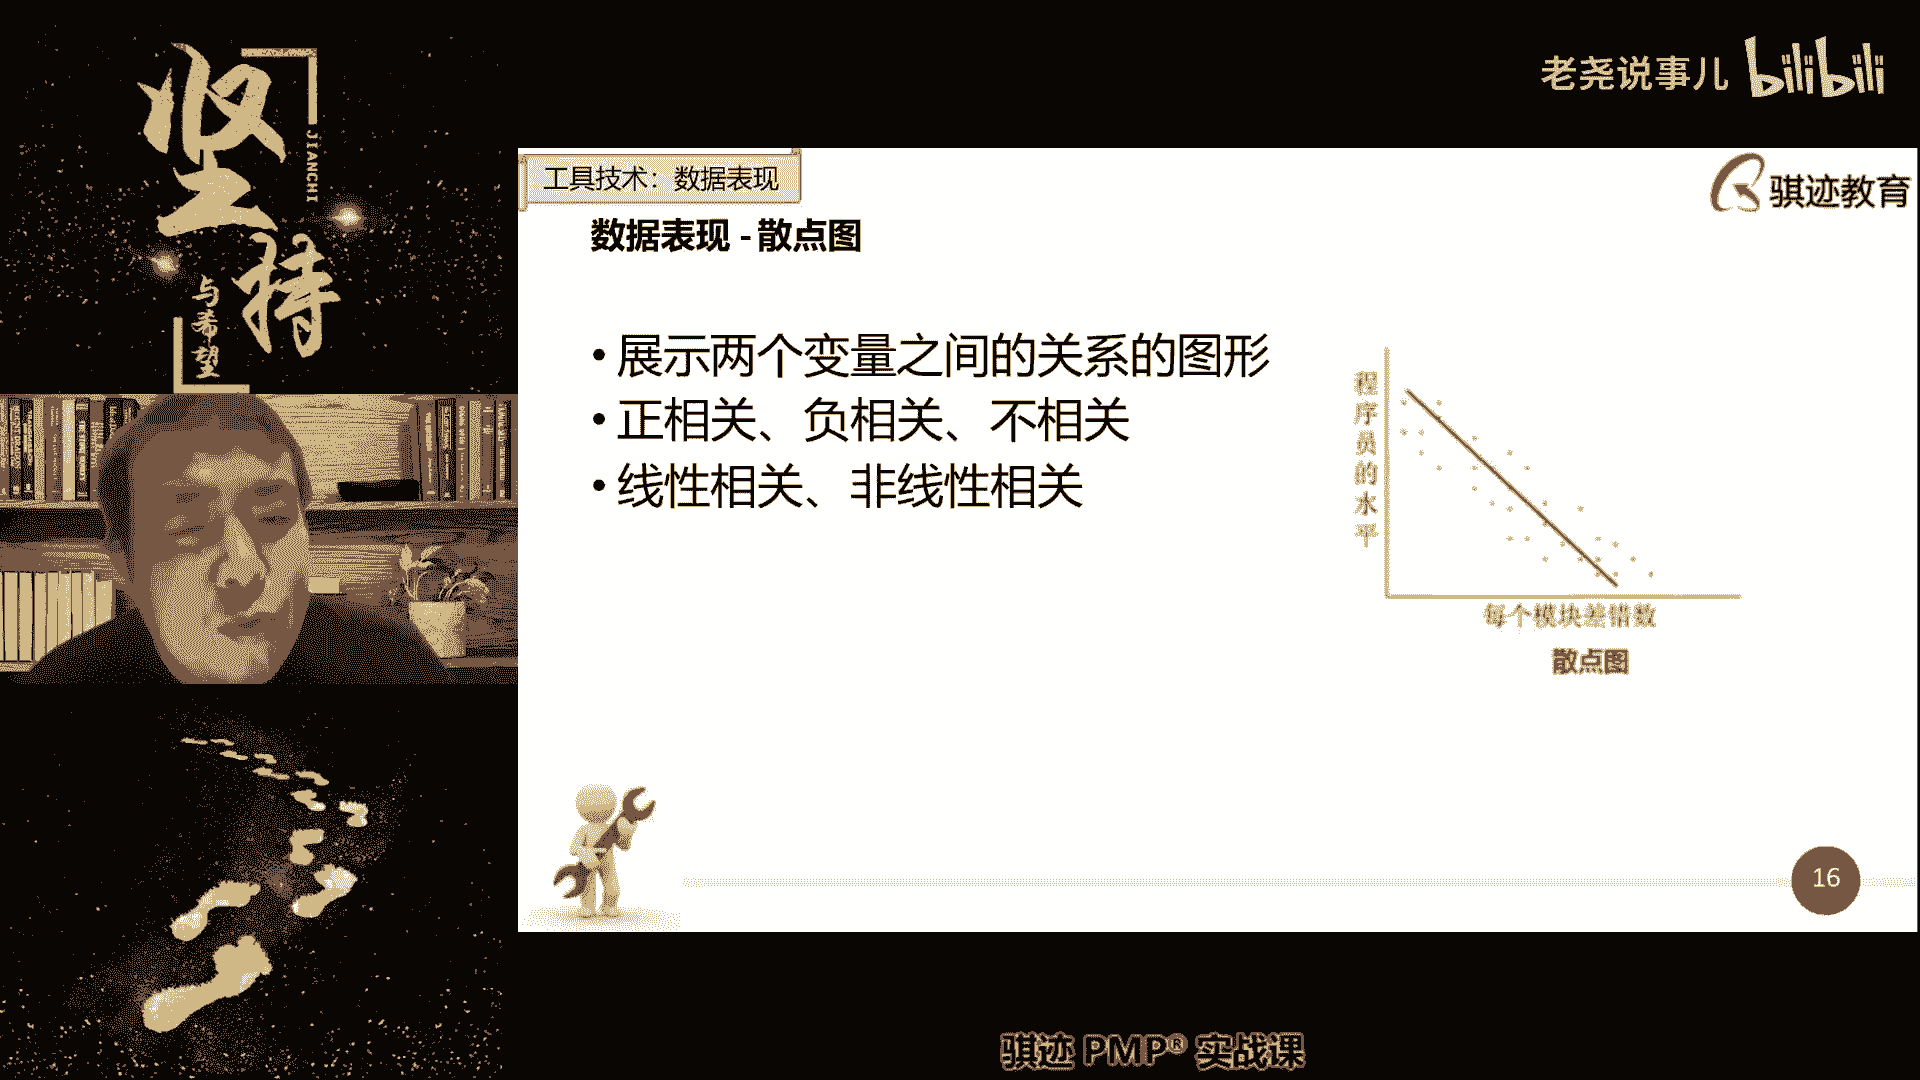 坚持
JIANCHI
与希望
老尧说事儿 bilibili
工具技术：数据表现
骐迹教育
数据表现 - 散点图
• 展示两个变量之间的关系的图形
• 正相关、负相关、不相关
• 线性相关、非线性相关
程序员的水平
每个模块差错数
散点图
16
骐迹 PMP® 实战课